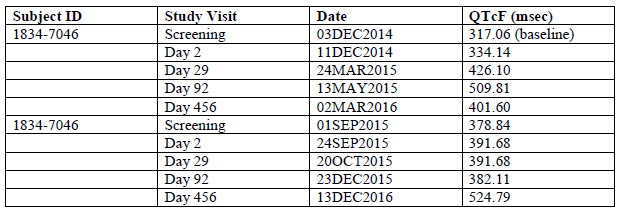 Subject ID Study Visit Date QTcF (msec)
1834-7046 Screening 03DEC2014 317.06 (baseline)
Day 2 11DEC2014 334.14
Day 29 24MAR2015 426.10
Day 92 13MAY2015 509.81
Day 456 02MAR2016 401.60
1834-7046 Screening 01SEP2015 378.84
Day 2 24SEP2015 391.68
Day 29 20OCT2015 391.68
Day 92 23DEC2015 382.11
Day 456 13DEC2016 524.79